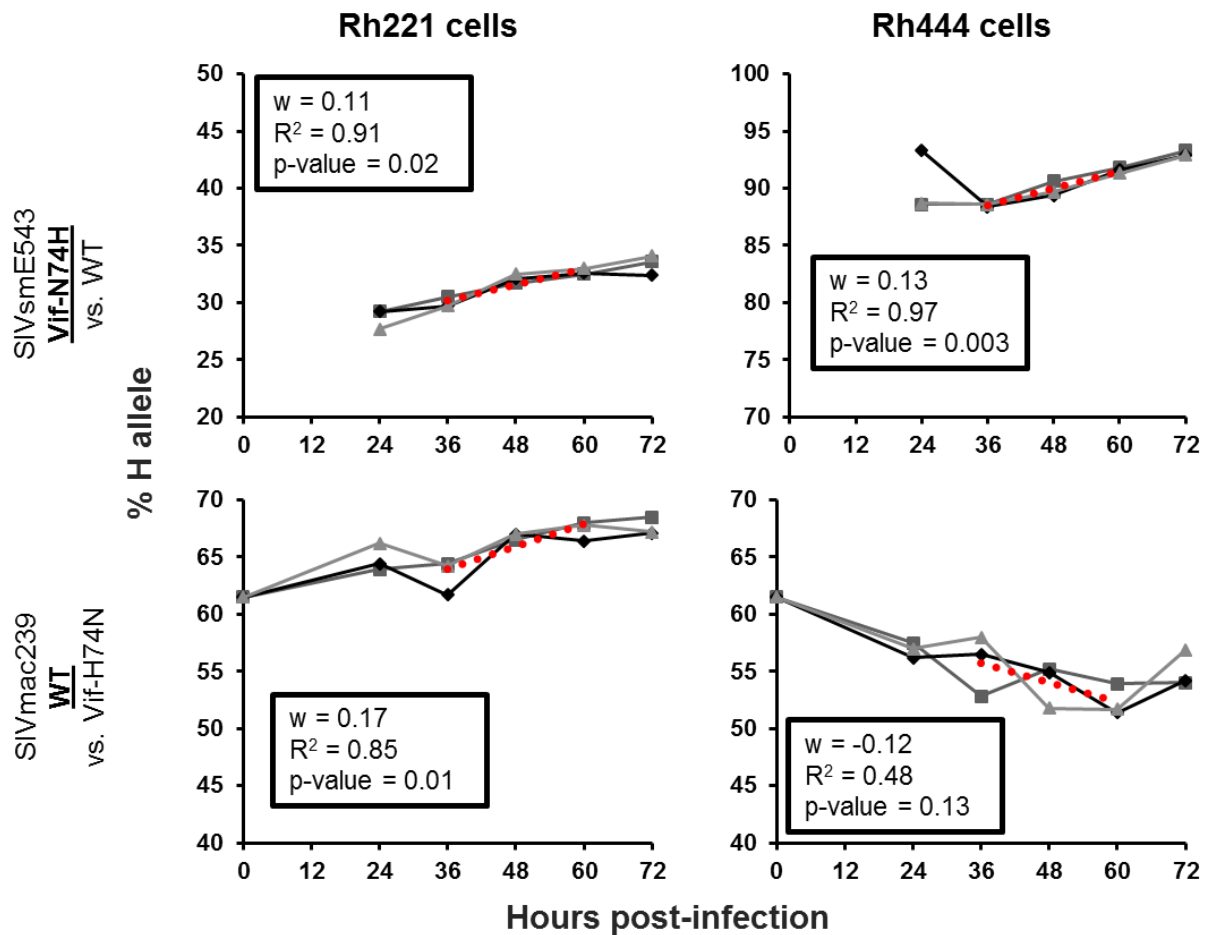 Rh221 cells
Rh444 cells
SIVsmE543
Vif-N74H
vs. WT
50
45
40
35
30
25
20
w = 0.11
R² = 0.91
p-value = 0.02
0 12 24 36 48 60 72
100
95
90
85
80
75
70
w = 0.13
R² = 0.97
p-value = 0.003
0 12 24 36 48 60 72
% H allele
SIVmac239
WT
vs. Vif-H74N
70
65
60
55
50
45
40
w = 0.17
R² = 0.85
p-value = 0.01
0 12 24 36 48 60 72
70
65
60
55
50
45
40
w = -0.12
R² = 0.48
p-value = 0.13
0 12 24 36 48 60 72
Hours post-infection